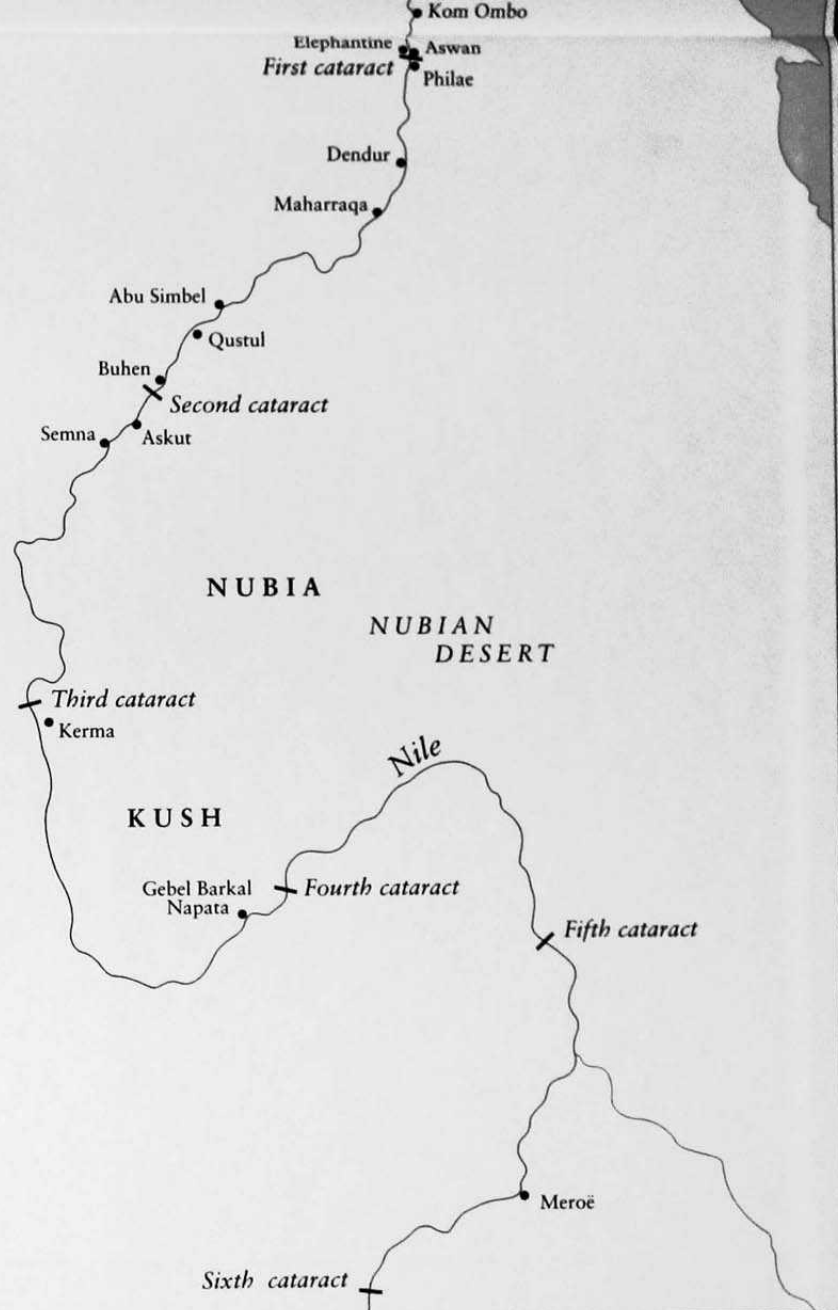 Kom Ombo
Elephantine
Aswan
First cataract
Philae
Dendur
Maharraqa
Abu Simbel
Qustul
Buhen
Second cataract
Semna
Askut
NUBIA
NUBIAN
DESERT
Third cataract
Kerma
Nile
KUSH
Gebel Barkal
Napata
Fourth cataract
Fifth cataract
Meroë
Sixth cataract